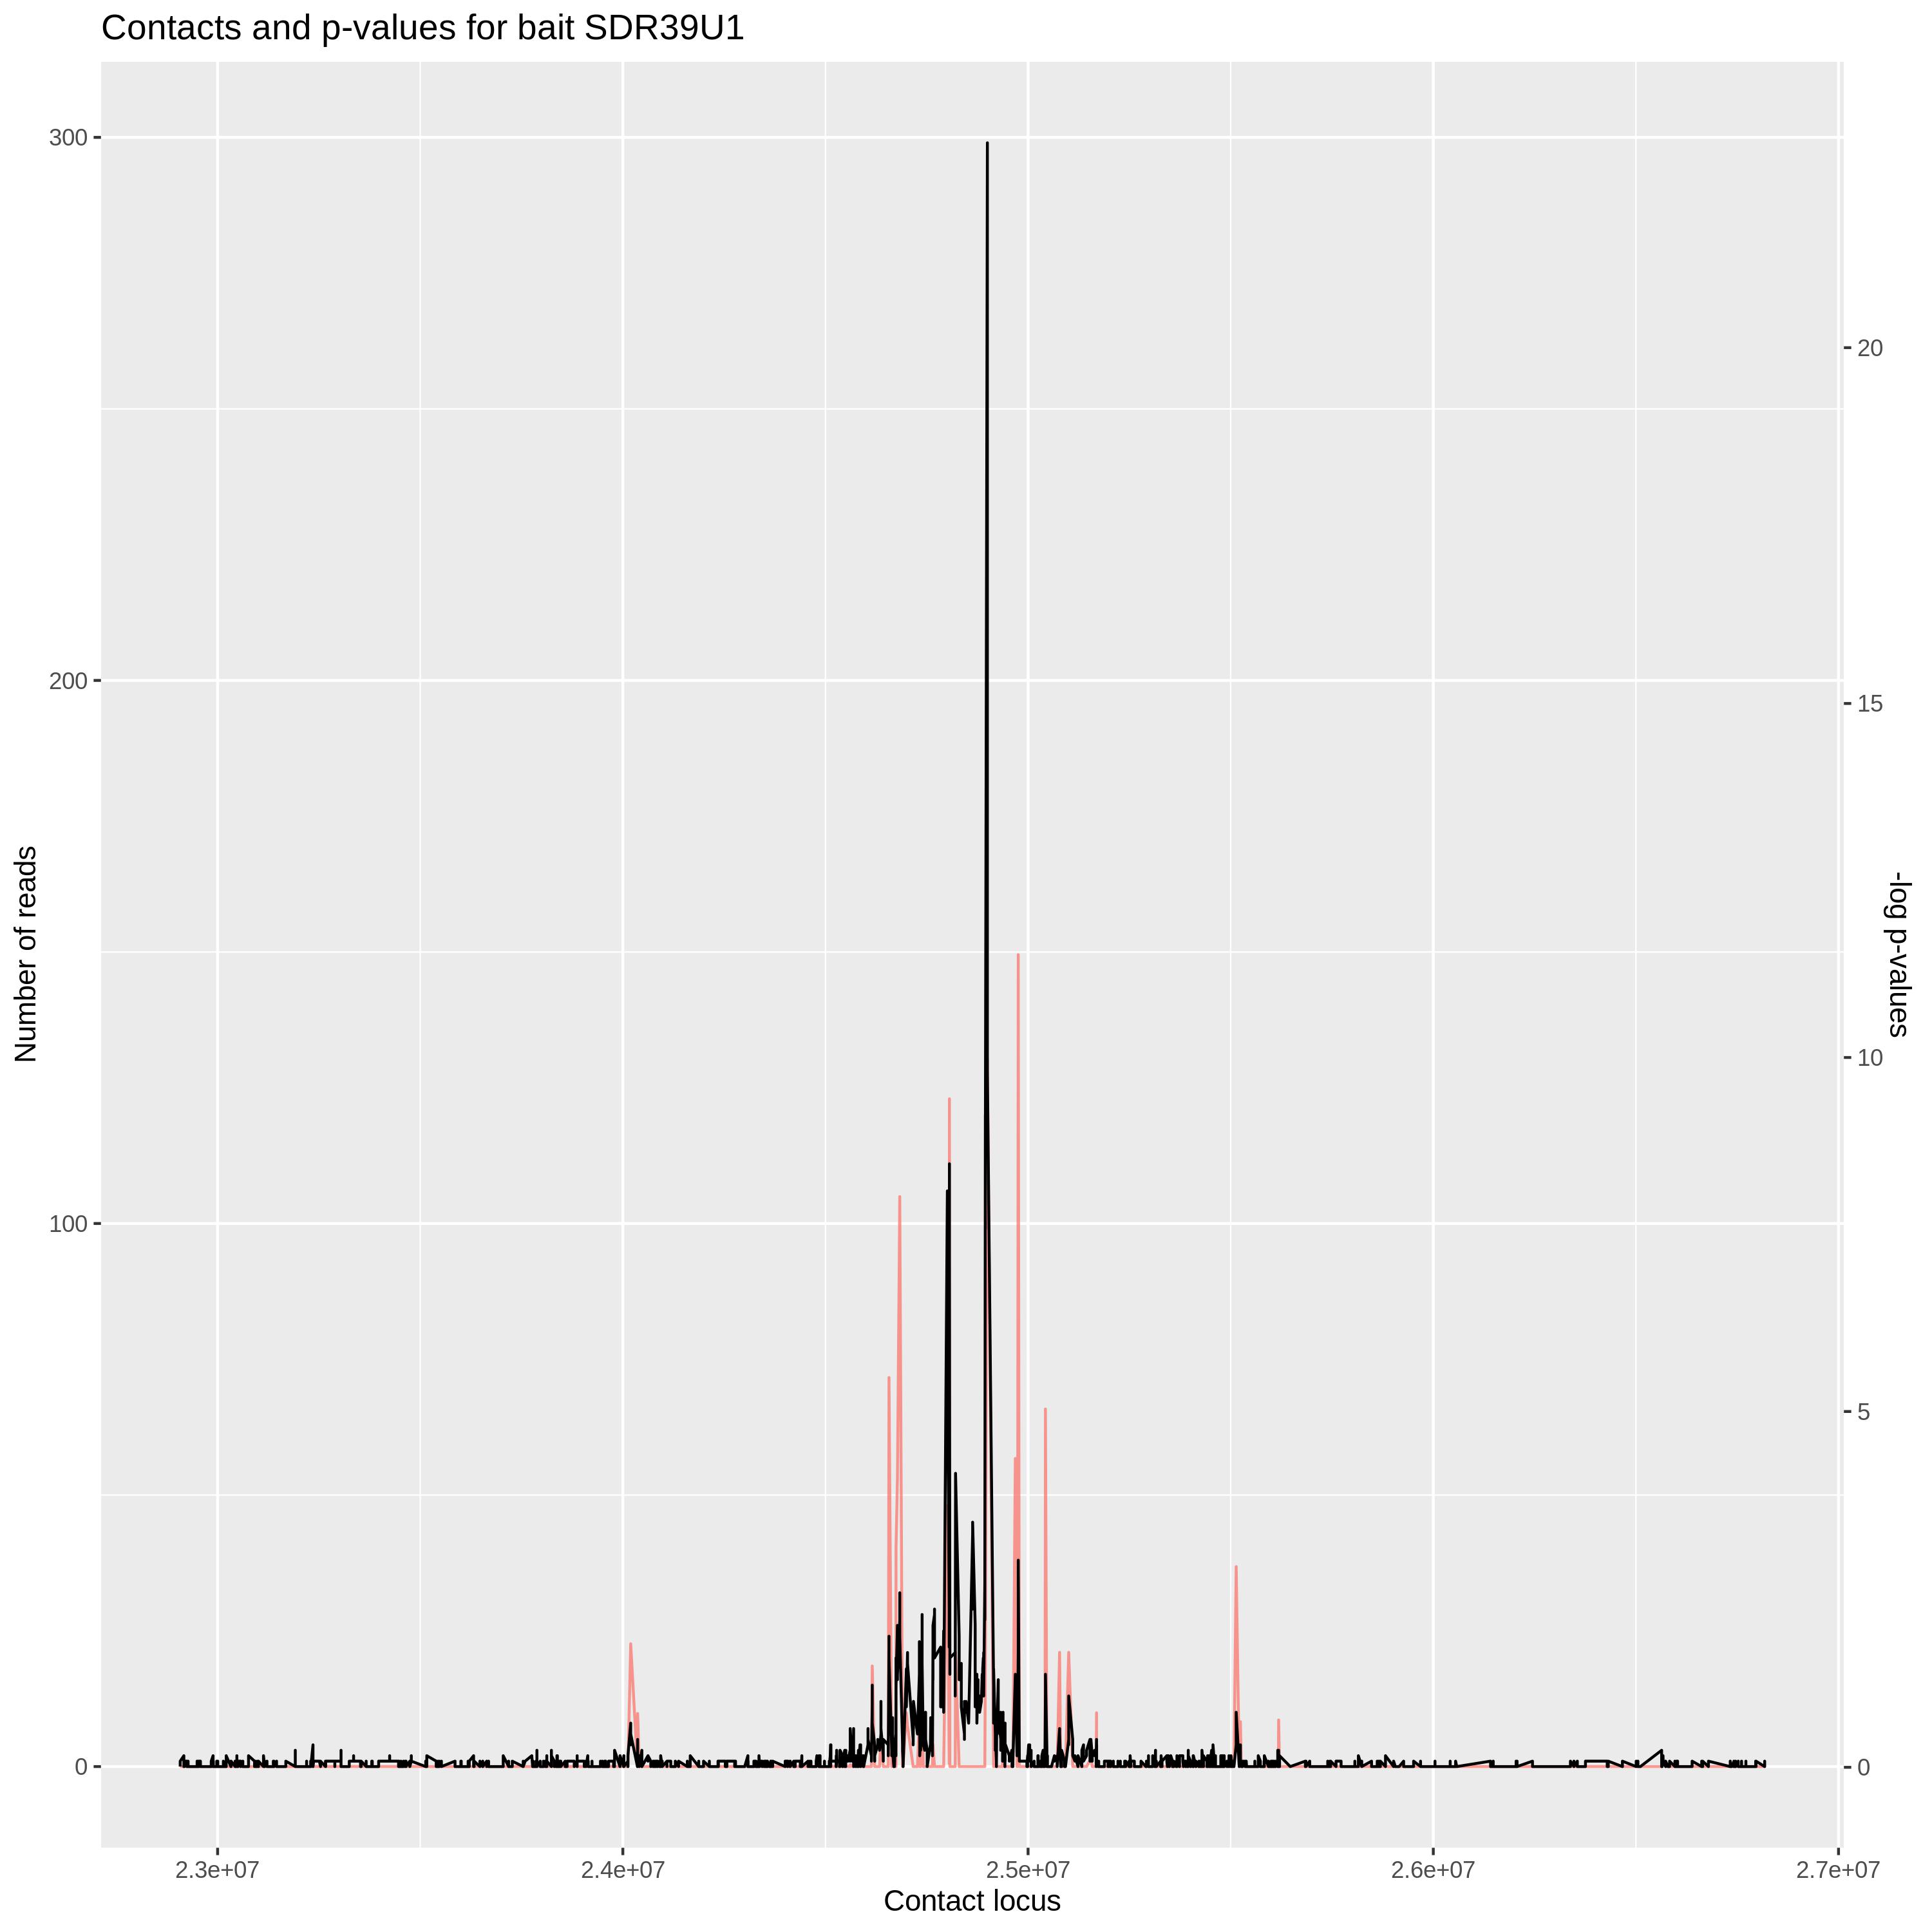 Contacts and p-values for bait SDR39U1
300
200
100
0
Number of reads
20
15
10
5
0
-log p-values
2.3e+07
2.4e+07
2.5e+07
2.6e+07
2.7e+07
Contact locus